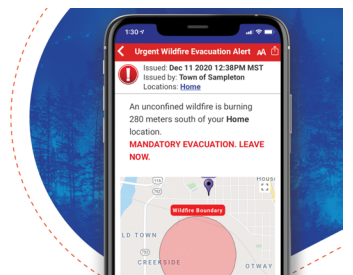 1:30
Urgent Wildfire Evacuation Alert AA
Issued: Dec 11 2020 12:38PM MST
Issued by: Town of Sampleton
Locations: Home
An unconfined wildfire is burning
280 meters south of your Home
location.
MANDATORY EVACUATION. LEAVE
NOW.
Wildfire Boundary
LD TOWN
CREEKSIDE
OTWAY